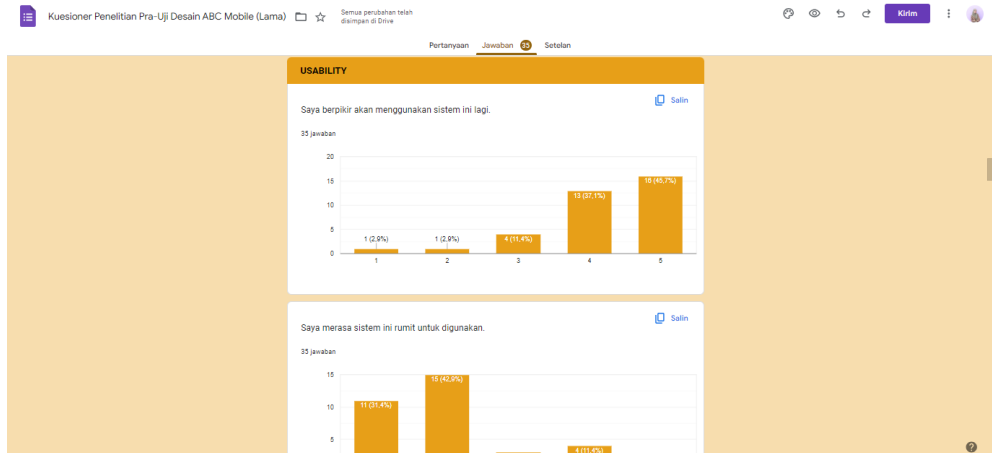 Kuesioner Penelitian Pra-Uji Desain ABC Mobile (Lama)
Semua perubahan telah
disimpan di Drive
Kirim
Pertanyaan Jawaban 35 Setelan
USABILITY
Salin
Saya berpikir akan menggunakan sistem ini lagi.
35 jawaban
20
15
10
5
0
1 (2,9%)
1 (2,9%)
4 (11,4%)
13 (37,1%)
16 (45,7%)
1 2 3 4 5
Salin
Saya merasa sistem ini rumit untuk digunakan.
35 jawaban
15
10
5
11 (31,4%)
15 (42,9%)
4 (11,4%)